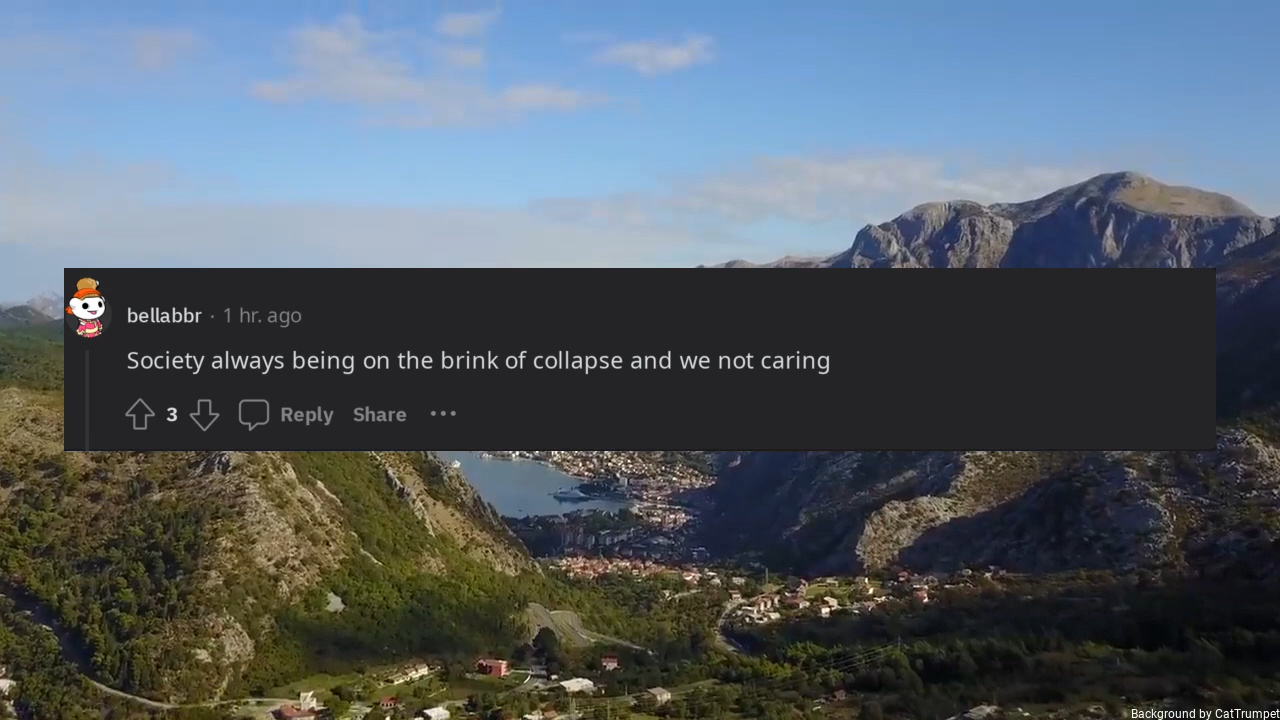 bellabbr · 1 hr. ago
Society always being on the brink of collapse and we not caring
3 Reply Share ···
Background by CatTrumpet